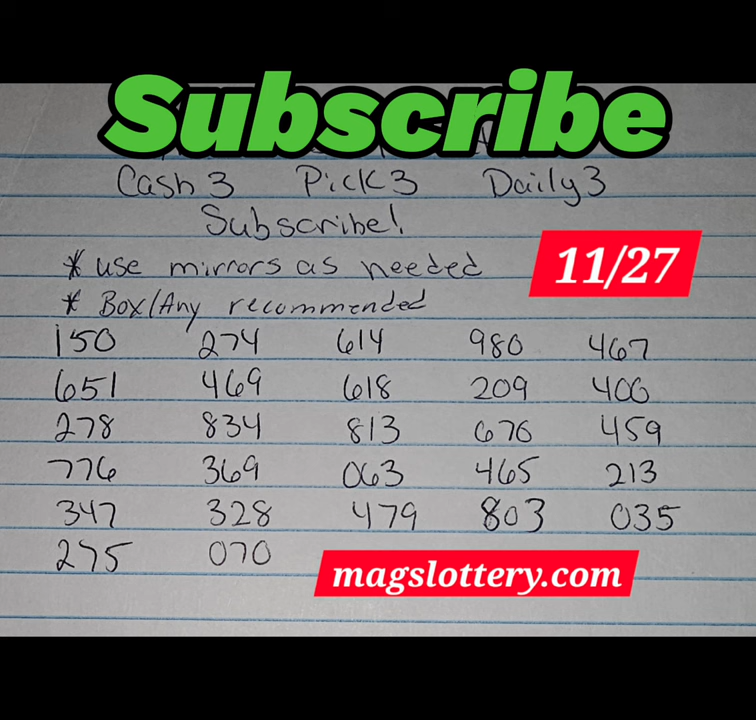 Subscribe
Cash 3 Pick 3 Daily 3
Subscribe!
* use mirrors as needed
11/27
* Box/Any recommended
150 274 614 980 467
651 469 618 209 406
278 834 813 676 459
776 369 063 465 213
347 328 479 803 035
275 070
magslottery.com